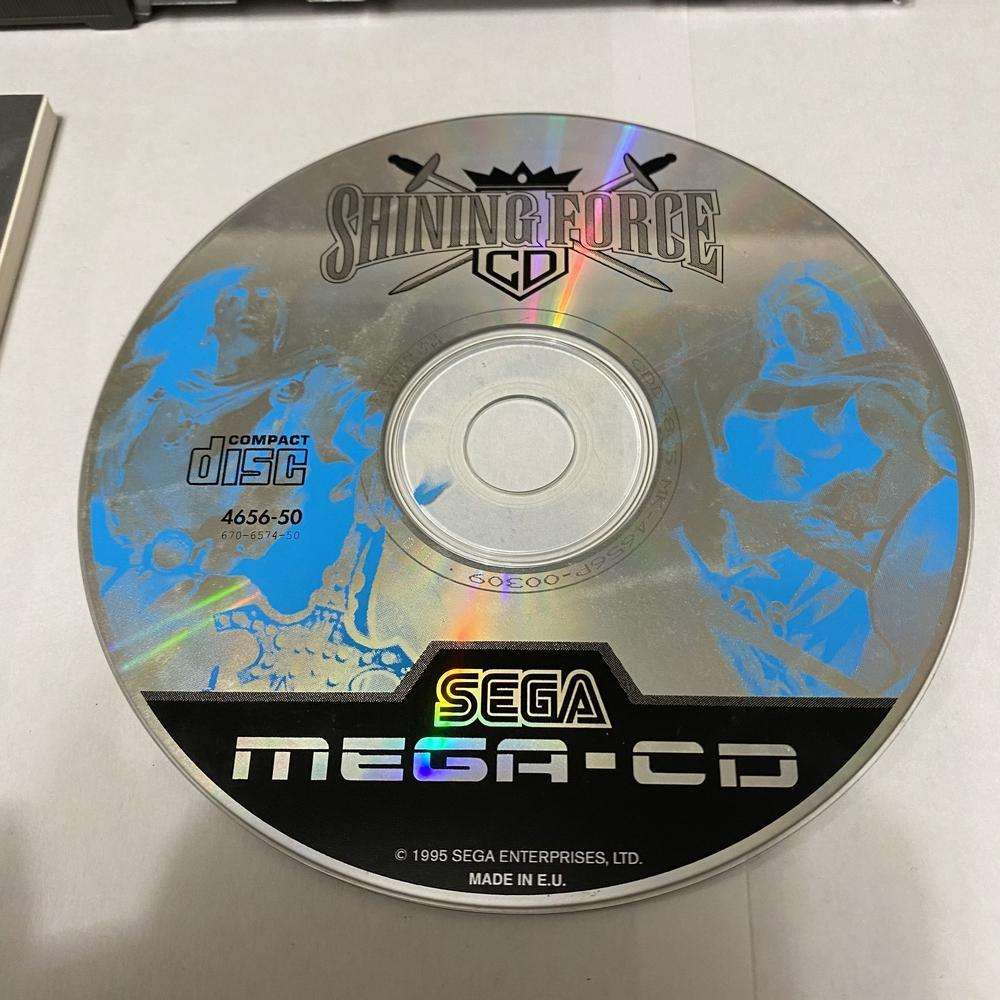 SHINING FORCE
CD
COMPACT
disc
4656-50
670-6574-50
SEGA
MEGA-CD
© 1995 SEGA ENTERPRISES, LTD.
MADE IN E.U.